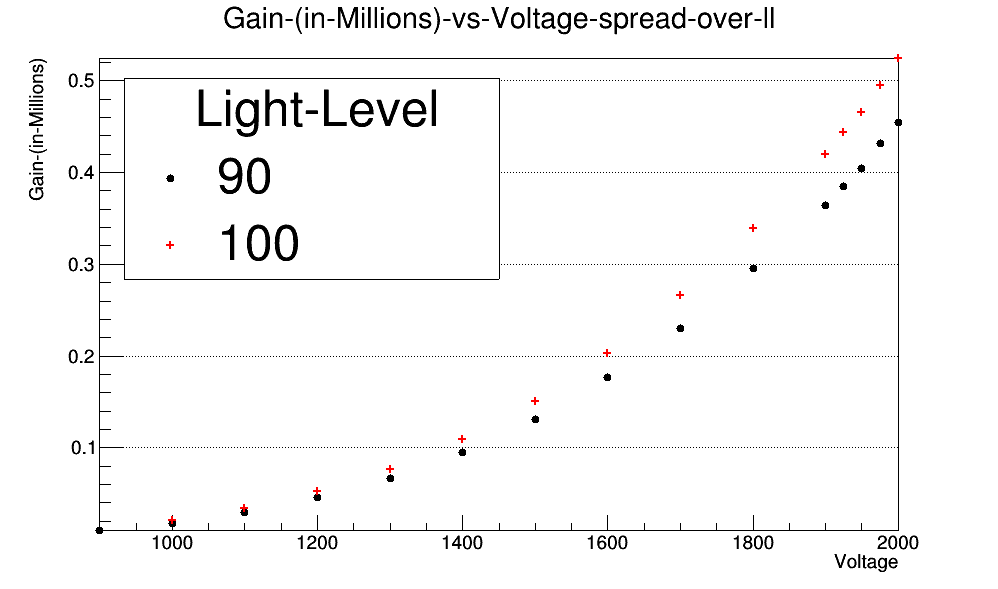 Gain-(in-Millions)-vs-Voltage-spread-over-ll
Gain-(in-Millions)
0.5
0.4
0.3
0.2
0.1
Light-Level
90
100
1000 1200 1400 1600 1800 2000
Voltage